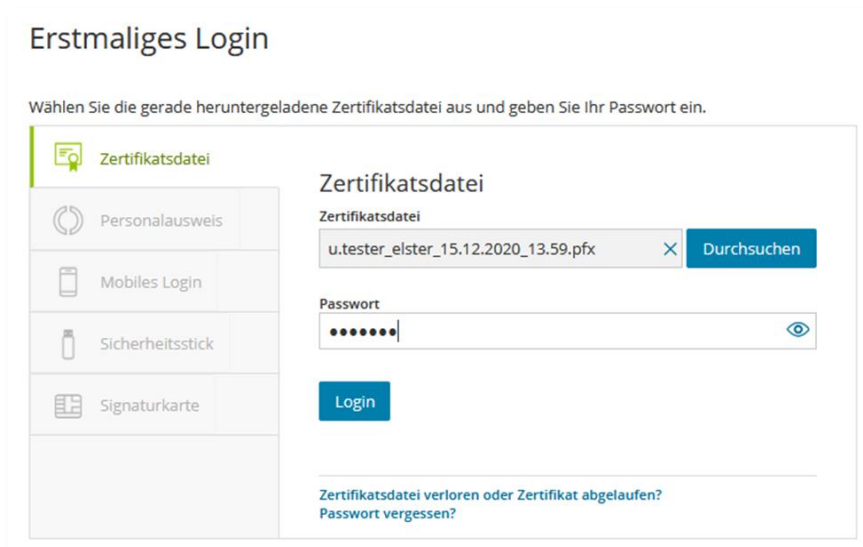 Erstmaliges Login
Wählen Sie die gerade heruntergeladene Zertifikatsdatei aus und geben Sie Ihr Passwort ein.
Zertifikatsdatei
Personalausweis
Mobiles Login
Sicherheitsstick
Signaturkarte
Zertifikatsdatei
Zertifikatsdatei
u.tester_elster_15.12.2020_13.59.pfx
Durchsuchen
Passwort
•••••••
Login
Zertifikatsdatei verloren oder Zertifikat abgelaufen?
Passwort vergessen?